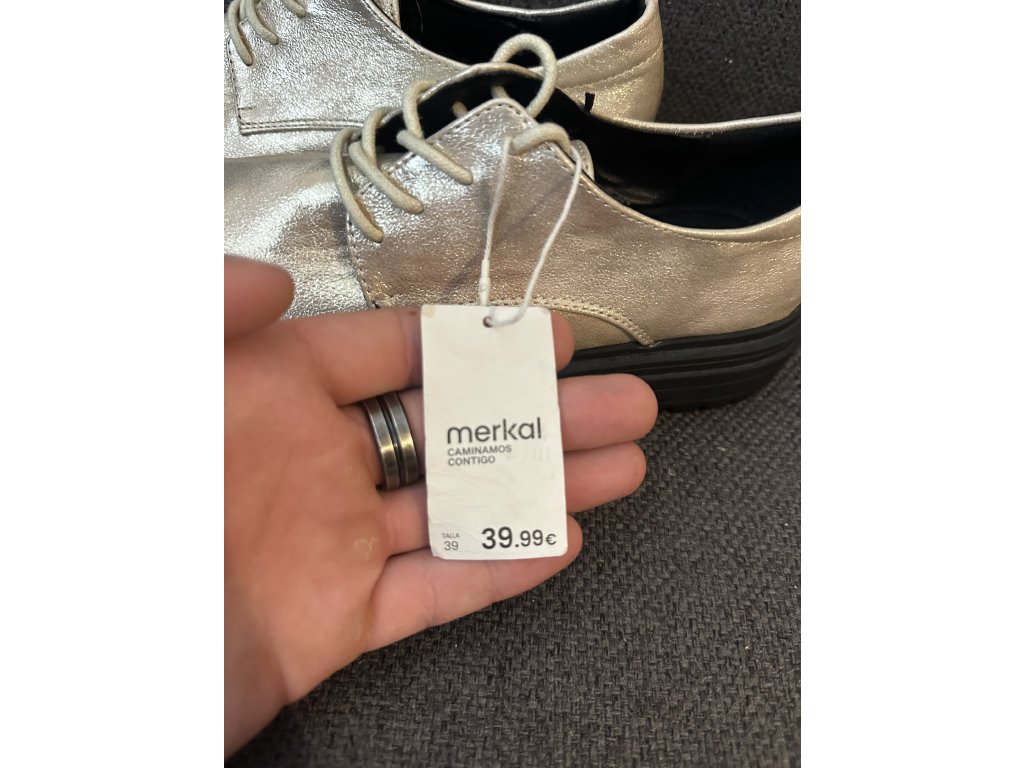 merkal
CAMINAMOS
CONTIGO
TALLA
39
39.99€